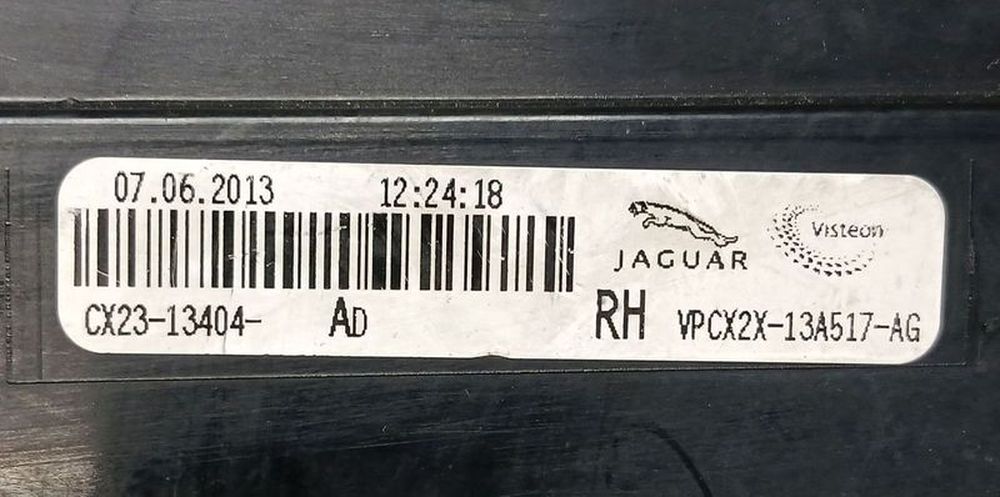 07.06.2013 12:24:18
JAGUAR Visteon
CX23-13404- AD RH VPCX2X-13A517-AG